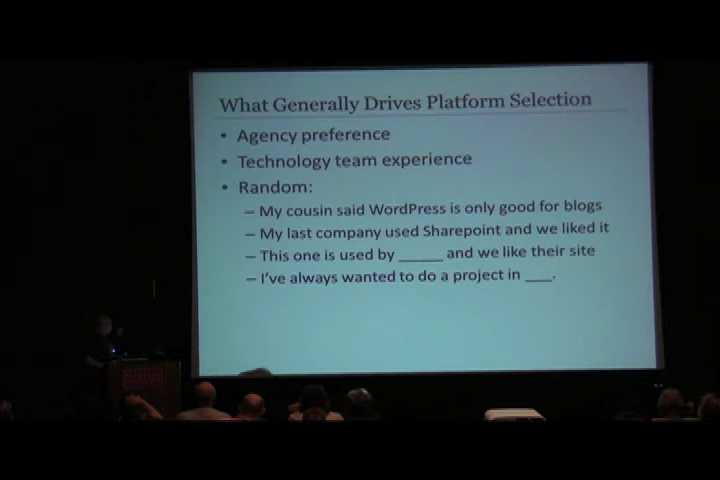 What Generally Drives Platform Selection
• Agency preference
• Technology team experience
• Random:
– My cousin said WordPress is only good for blogs
– My last company used Sharepoint and we liked it
– This one is used by ______ and we like their site
– I've always wanted to do a project in ____.